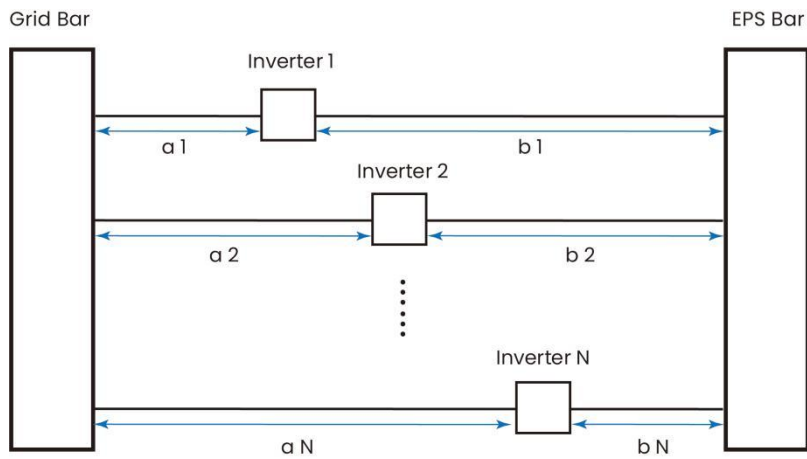 Grid Bar
EPS Bar
Inverter 1
a 1
b 1
Inverter 2
a 2
b 2
Inverter N
a N
b N